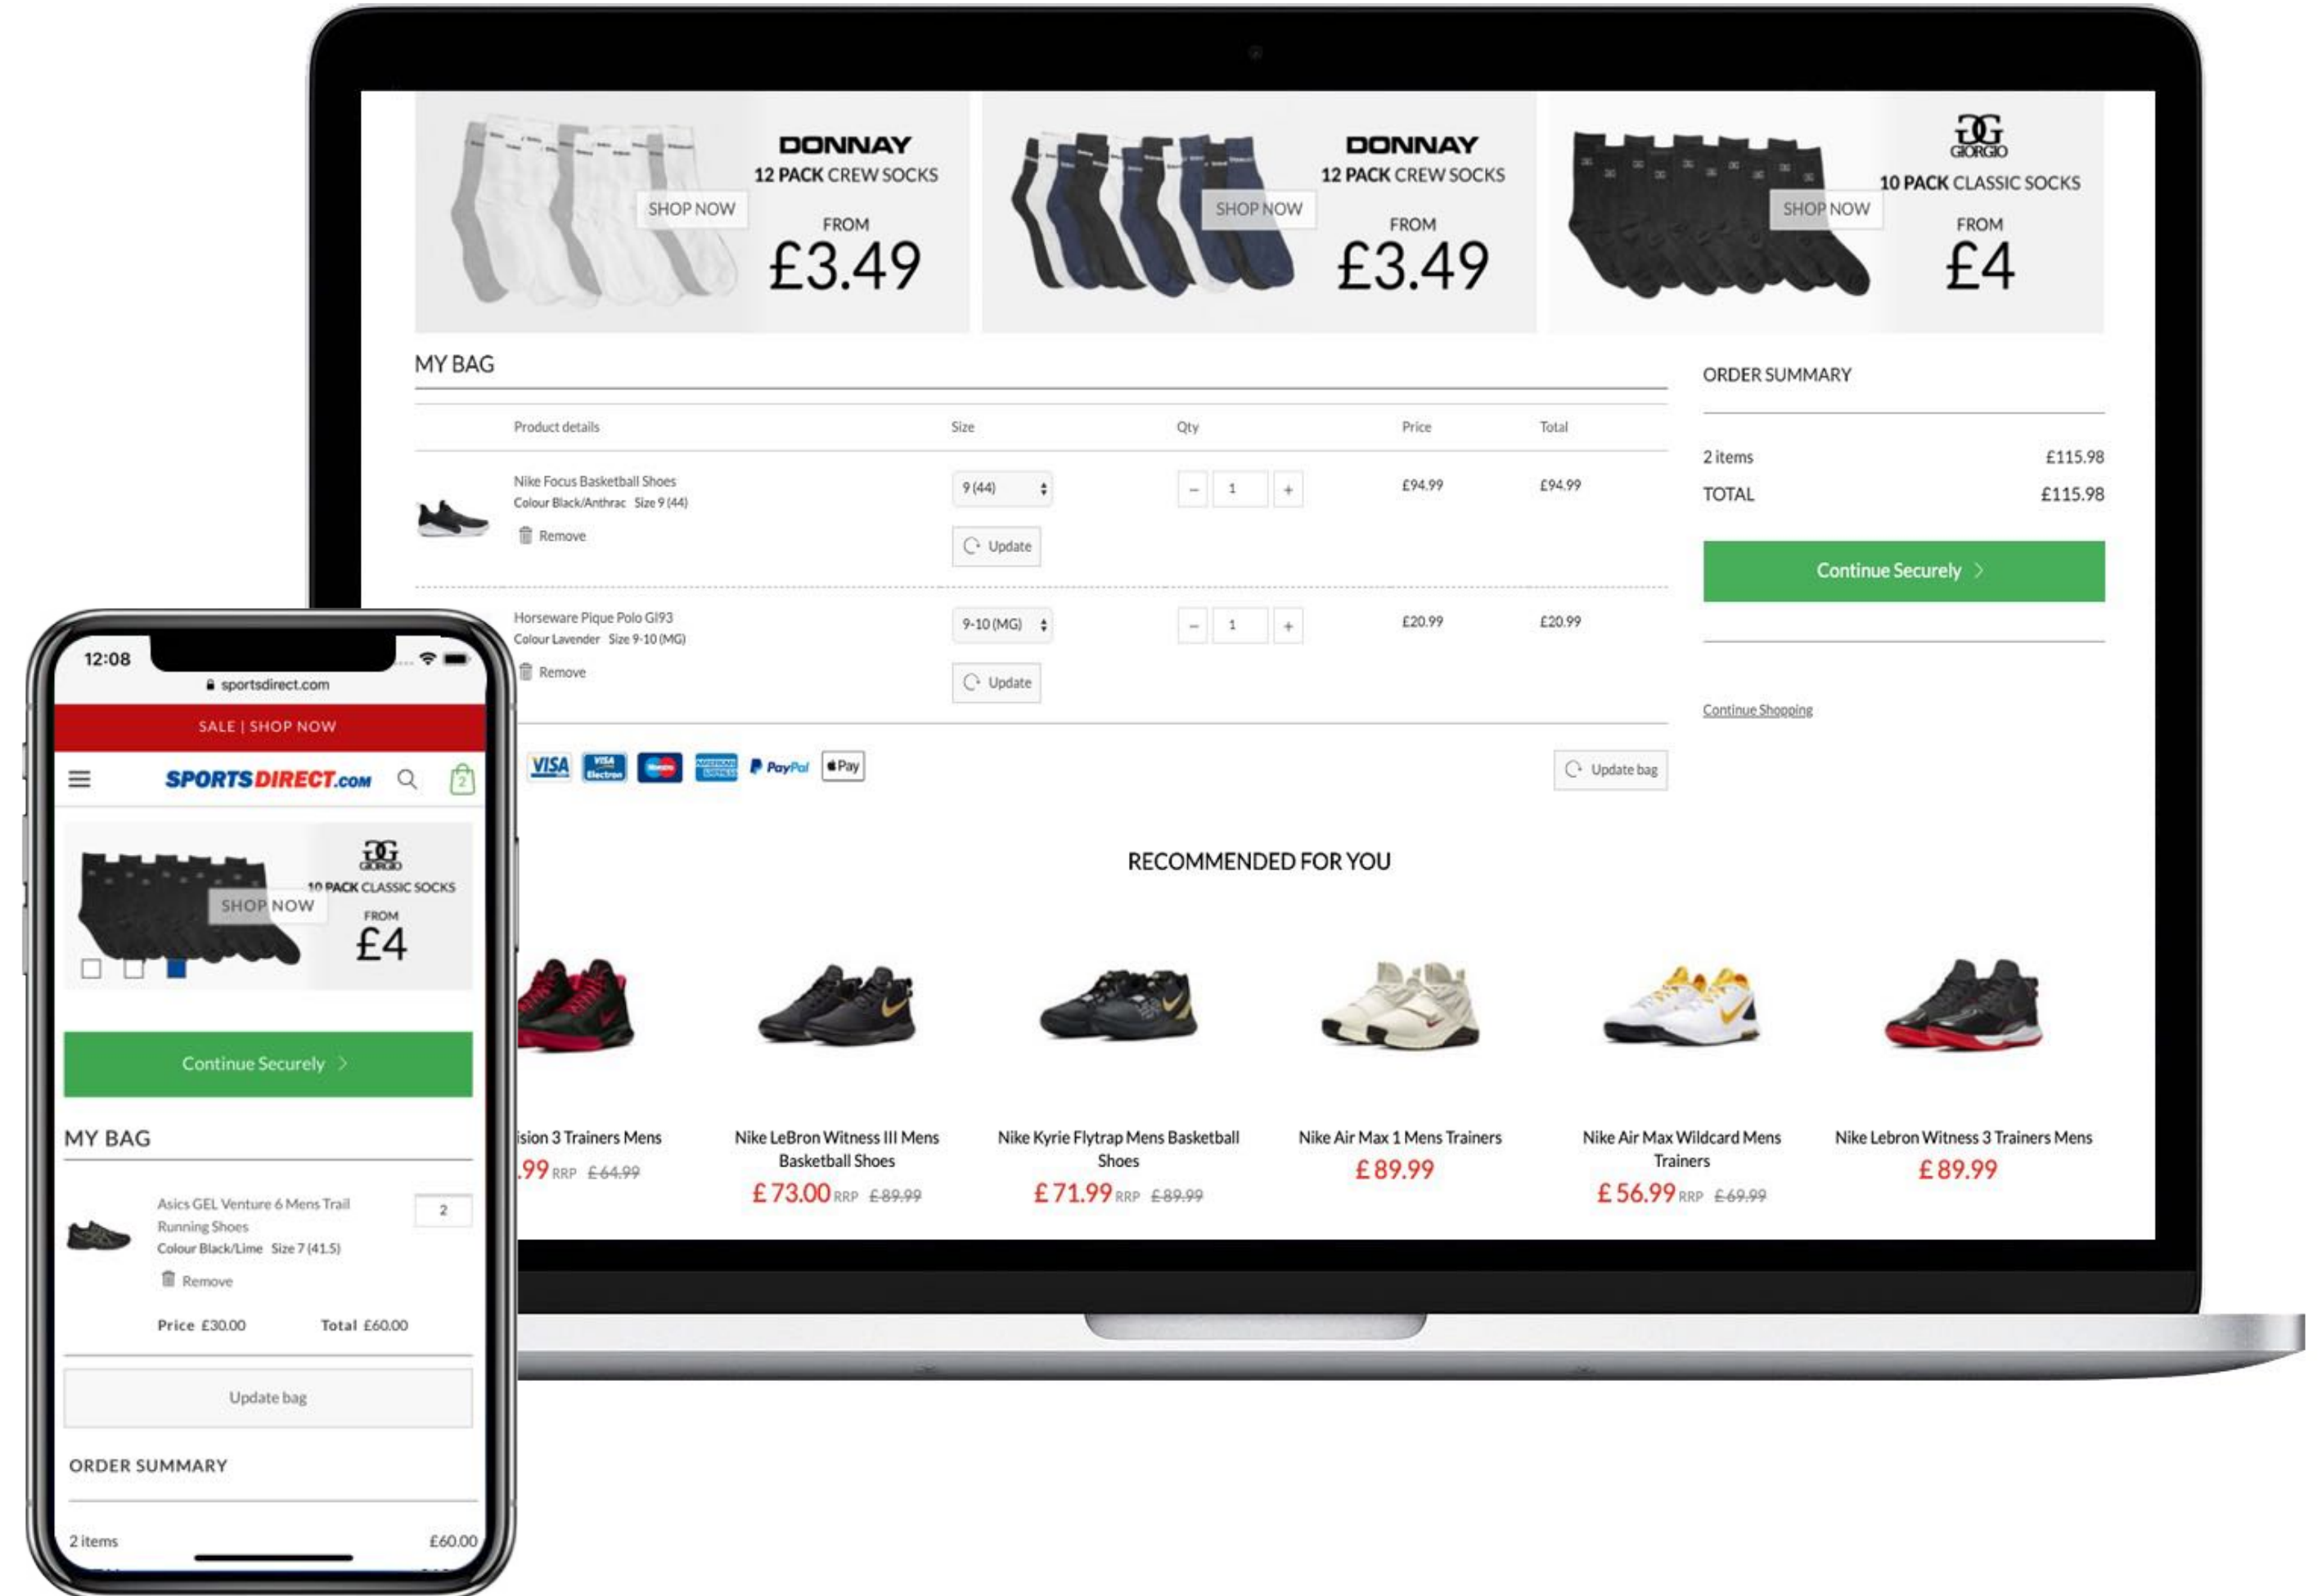 DONNAY
12 PACK CREW SOCKS
SHOP NOW
FROM
£3.49
DONNAY
12 PACK CREW SOCKS
SHOP NOW
FROM
£3.49
GIORGIO
10 PACK CLASSIC SOCKS
SHOP NOW
FROM
£4
MY BAG
Product details Size Qty Price Total
Nike Focus Basketball Shoes
Colour Black/Anthrac Size 9 (44)
Remove
9 (44)
Update
− 1 +
£94.99 £94.99
Horseware Pique Polo Gl93
Colour Lavender Size 9-10 (MG)
Remove
9-10 (MG)
Update
− 1 +
£20.99 £20.99
VISA VISA Electron Maestro AMERICAN EXPRESS PayPal Pay
Update bag
ORDER SUMMARY
2 items £115.98
TOTAL £115.98
Continue Securely >
Continue Shopping
RECOMMENDED FOR YOU
ision 3 Trainers Mens
.99 RRP £64.99
Nike LeBron Witness III Mens
Basketball Shoes
£73.00 RRP £89.99
Nike Kyrie Flytrap Mens Basketball
Shoes
£71.99 RRP £89.99
Nike Air Max 1 Mens Trainers
£89.99
Nike Air Max Wildcard Mens
Trainers
£56.99 RRP £69.99
Nike Lebron Witness 3 Trainers Mens
£89.99
12:08
sportsdirect.com
SALE | SHOP NOW
SPORTSDIRECT.COM
2
GIORGIO
10 PACK CLASSIC SOCKS
SHOP NOW
FROM
£4
Continue Securely >
MY BAG
Asics GEL Venture 6 Mens Trail
Running Shoes
Colour Black/Lime Size 7 (41.5)
2
Remove
Price £30.00 Total £60.00
Update bag
ORDER SUMMARY
2 items £60.00